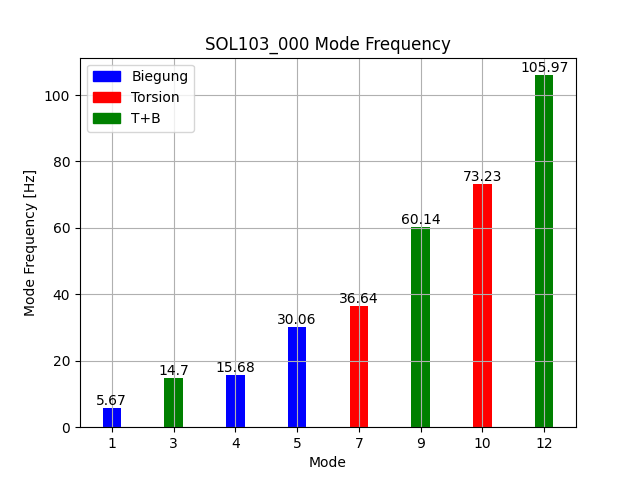 SOL103_000 Mode Frequency
Biegung
Torsion
T+B
Mode Frequency [Hz]
100
80
60
40
20
0
5.67
14.7
15.68
30.06
36.64
60.14
73.23
105.97
1 3 4 5 7 9 10 12
Mode